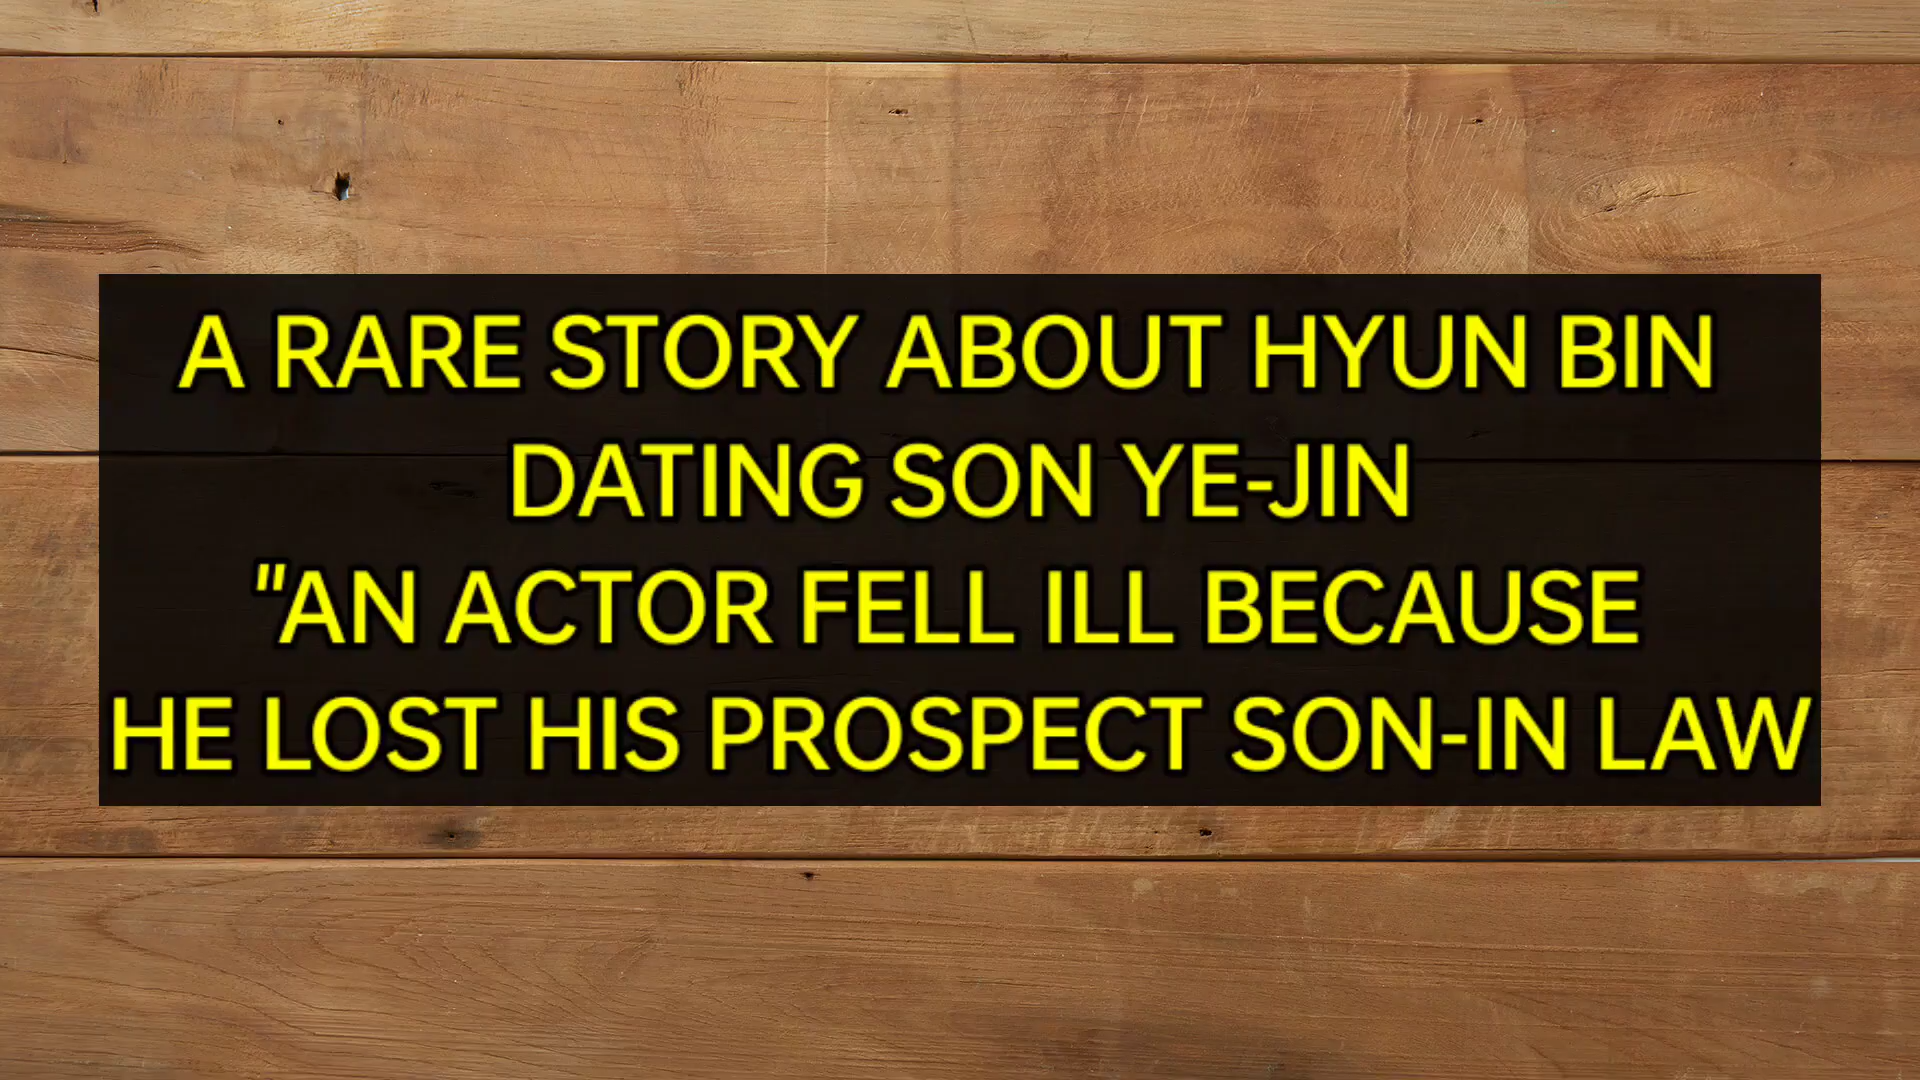 A RARE STORY ABOUT HYUN BIN
DATING SON YE-JIN
"AN ACTOR FELL ILL BECAUSE
HE LOST HIS PROSPECT SON-IN LAW